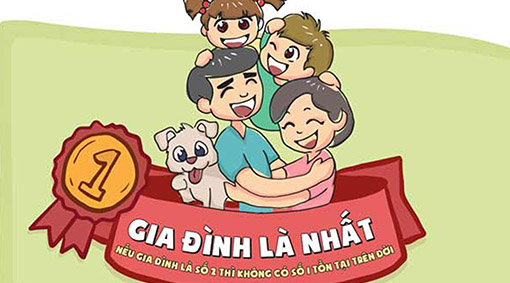 1
GIA ĐÌNH LÀ NHẤT
NẾU GIA ĐÌNH LÀ SỐ 2 THÌ KHÔNG CÓ SỐ 1 TỒN TẠI TRÊN ĐỜI